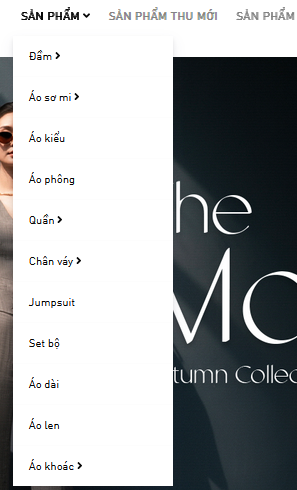 SẢN PHẨM SẢN PHẨM THU MỚI SẢN PHẨM
Đầm
Áo sơ mi
Áo kiểu
Áo phông
Quần
Chân váy
Jumpsuit
Set bộ
Áo dài
Áo len
Áo khoác
he
Mo
tumn Collec